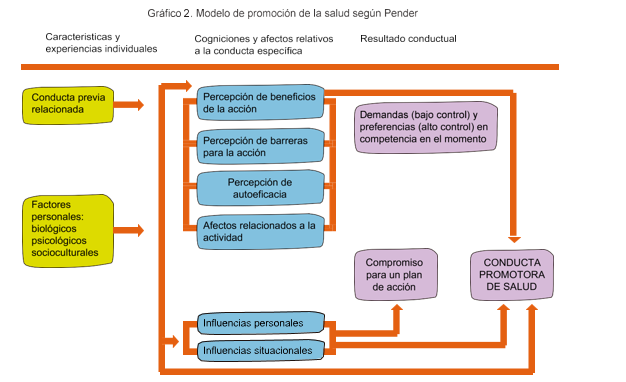 Gráfico 2. Modelo de promoción de la salud según Pender
Características y
experiencias individuales
Cogniciones y afectos relativos
a la conducta específica
Resultado conductual
Conducta previa
relacionada
Factores
personales:
biológicos
psicológicos
socioculturales
Percepción de beneficios
de la acción
Percepción de barreras
para la acción
Percepción de
autoeficacia
Afectos relacionados a la
actividad
Influencias personales
Influencias situacionales
Demandas (bajo control) y
preferencias (alto control) en
competencia en el momento
Compromiso
para un plan
de acción
CONDUCTA
PROMOTORA
DE SALUD